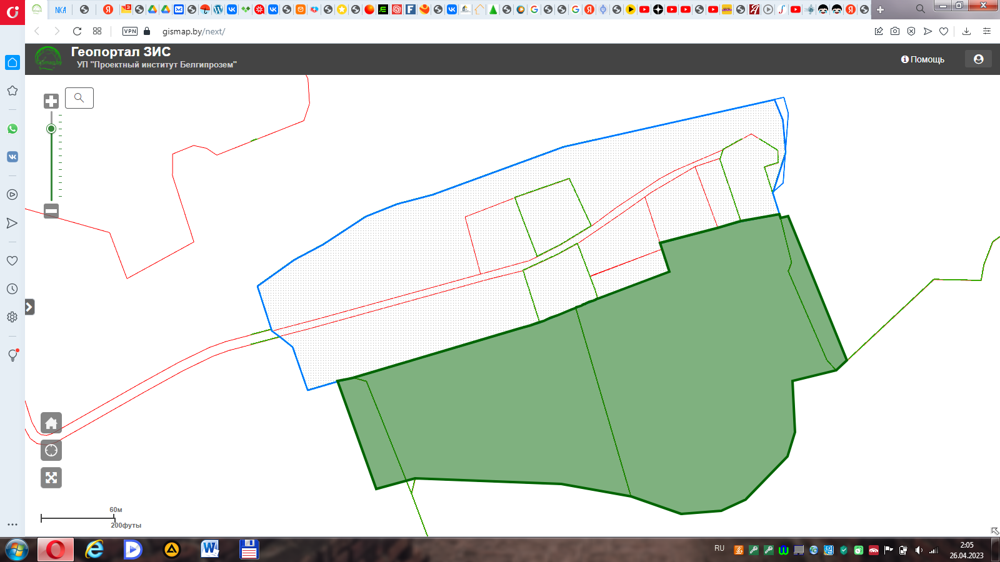 NKA
VPN
gismap.by/next/
Геопортал ЗИС
УП "Проектный институт Белгипрозем"
Помощь
60м
200футы
RU
2:05
26.04.2023